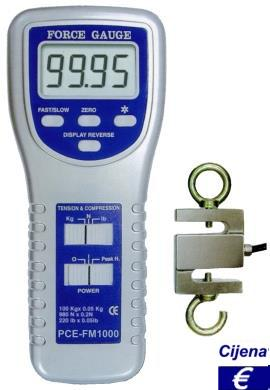 FORCE GAUGE
99.95
FAST/SLOW ZERO ☼
DISPLAY REVERSE
TENSION & COMPRESSION
Kg N lb
O Peak H.
POWER
100 Kgx 0.05 Kg
980 N x 0.2N
220 lb x 0.05lb
CE
PCE-FM1000
Cijena
€